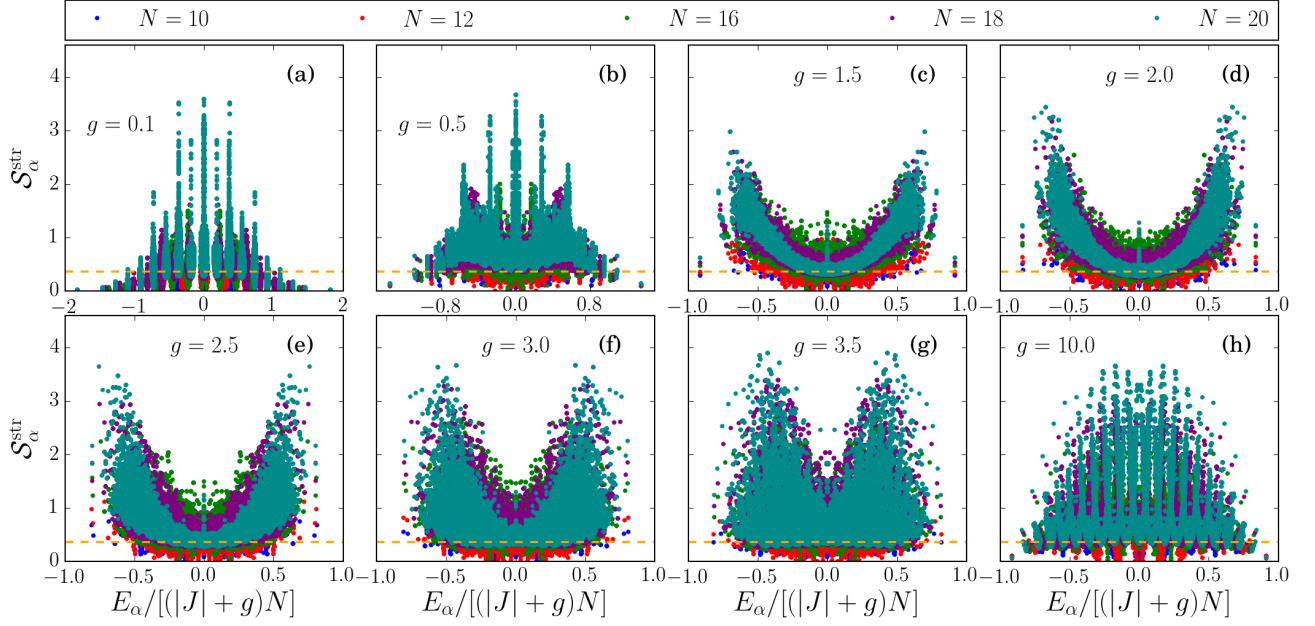 N = 10 N = 12 N = 16 N = 18 N = 20
(a) (b) (c) (d)
g = 0.1 g = 0.5 g = 1.5 g = 2.0
4
3
2
1
0
S_α^str
−2 −1 0 1 2
−0.8 0.0 0.8
−1.0 −0.5 0.0 0.5 1.0
−1.0 −0.5 0.0 0.5 1.0
(e) (f) (g) (h)
g = 2.5 g = 3.0 g = 3.5 g = 10.0
4
3
2
1
0
S_α^str
−1.0 −0.5 0.0 0.5 1.0
−1.0 −0.5 0.0 0.5 1.0
−1.0 −0.5 0.0 0.5 1.0
−1.0 −0.5 0.0 0.5 1.0
E_α/[(|J| + g)N] E_α/[(|J| + g)N] E_α/[(|J| + g)N] E_α/[(|J| + g)N]